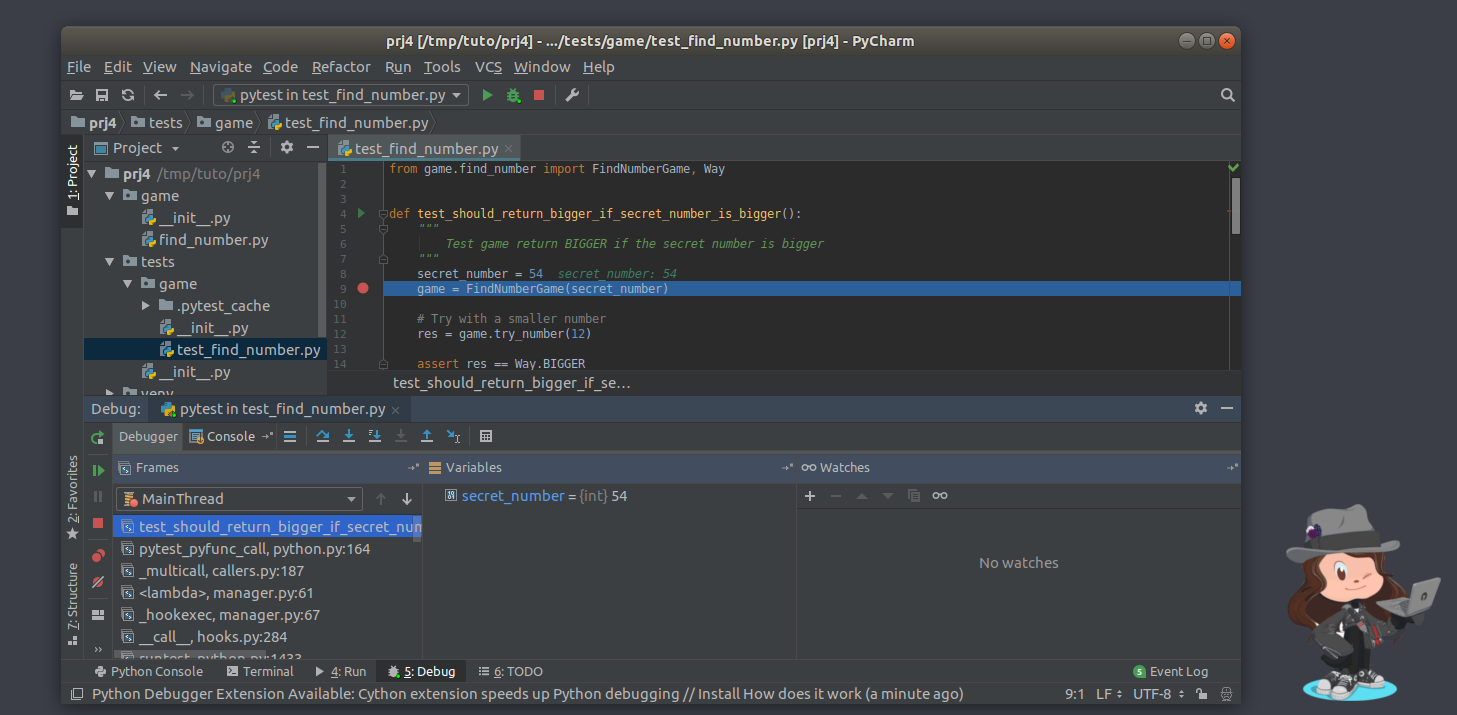 prj4 [/tmp/tuto/prj4] - .../tests/game/test_find_number.py [prj4] - PyCharm
File Edit View Navigate Code Refactor Run Tools VCS Window Help
pytest in test_find_number.py
prj4 tests game test_find_number.py
1: Project
Project
prj4 /tmp/tuto/prj4
game
__init__.py
find_number.py
tests
game
.pytest_cache
__init__.py
test_find_number.py
__init__.py
venv
test_find_number.py
1 from game.find_number import FindNumberGame, Way
2
3
4 def test_should_return_bigger_if_secret_number_is_bigger():
5 """
6 Test game return BIGGER if the secret number is bigger
7 """
8 secret_number = 54 secret_number: 54
9 game = FindNumberGame(secret_number)
10
11 # Try with a smaller number
12 res = game.try_number(12)
13
14 assert res == Way.BIGGER
test_should_return_bigger_if_se...
Debug: pytest in test_find_number.py
Debugger Console
2: Favorites
7: Structure
Frames
MainThread
test_should_return_bigger_if_secret_num
pytest_pyfunc_call, python.py:164
_multicall, callers.py:187
<lambda>, manager.py:61
_hookexec, manager.py:67
__call__, hooks.py:284
runtest, python.py:1433
Variables
secret_number = {int} 54
Watches
No watches
Python Console Terminal 4: Run 5: Debug 6: TODO 5 Event Log
Python Debugger Extension Available: Cython extension speeds up Python debugging // Install How does it work (a minute ago) 9:1 LF UTF-8